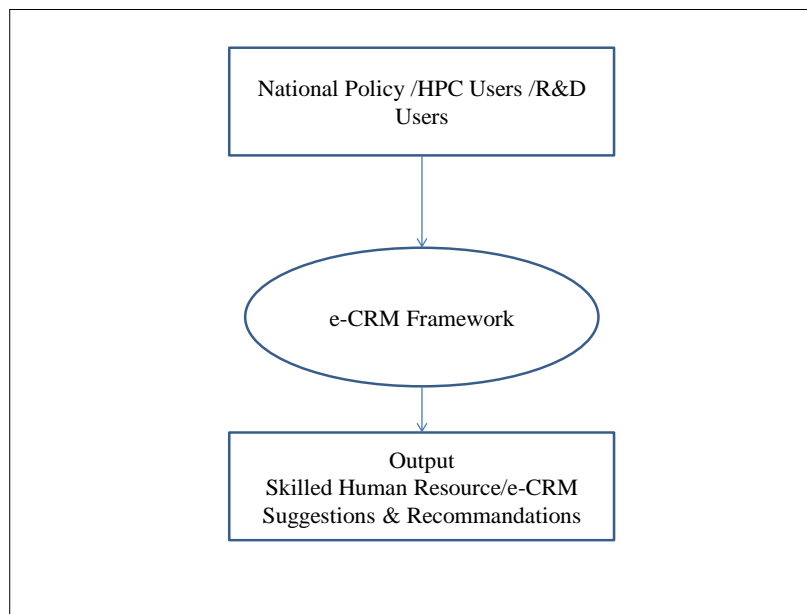 National Policy /HPC Users /R&D
Users
e-CRM Framework
Output
Skilled Human Resource/e-CRM
Suggestions & Recommandations